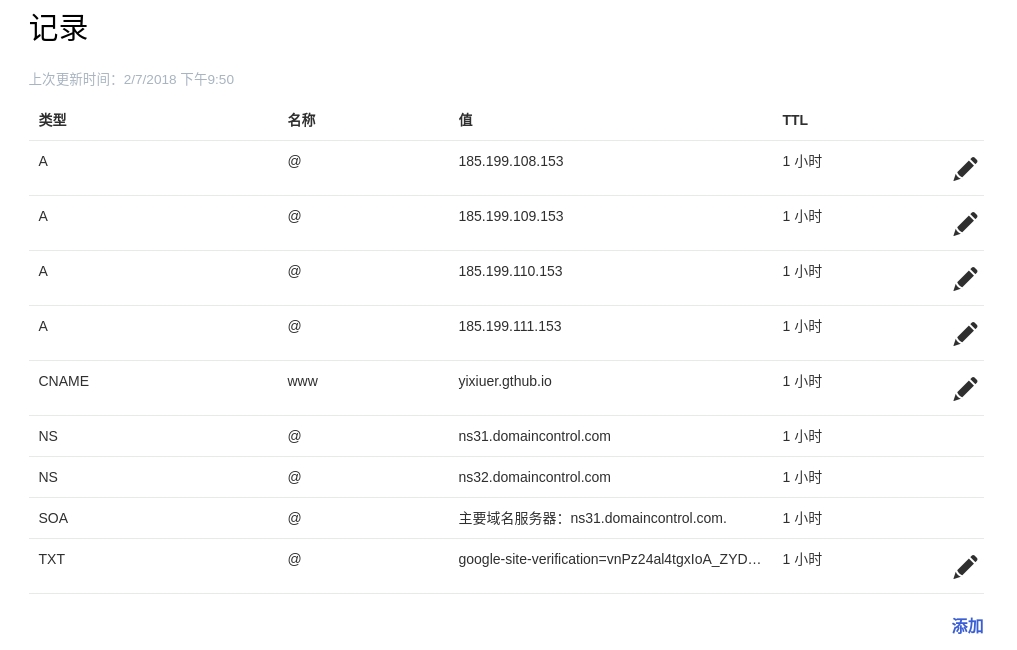 记录
上次更新时间：2/7/2018 下午9:50
类型 名称 值 TTL
A @ 185.199.108.153 1 小时
A @ 185.199.109.153 1 小时
A @ 185.199.110.153 1 小时
A @ 185.199.111.153 1 小时
CNAME www yixiuer.gthub.io 1 小时
NS @ ns31.domaincontrol.com 1 小时
NS @ ns32.domaincontrol.com 1 小时
SOA @ 主要域名服务器：ns31.domaincontrol.com. 1 小时
TXT @ google-site-verification=vnPz24al4tgxIoA_ZYD… 1 小时
添加